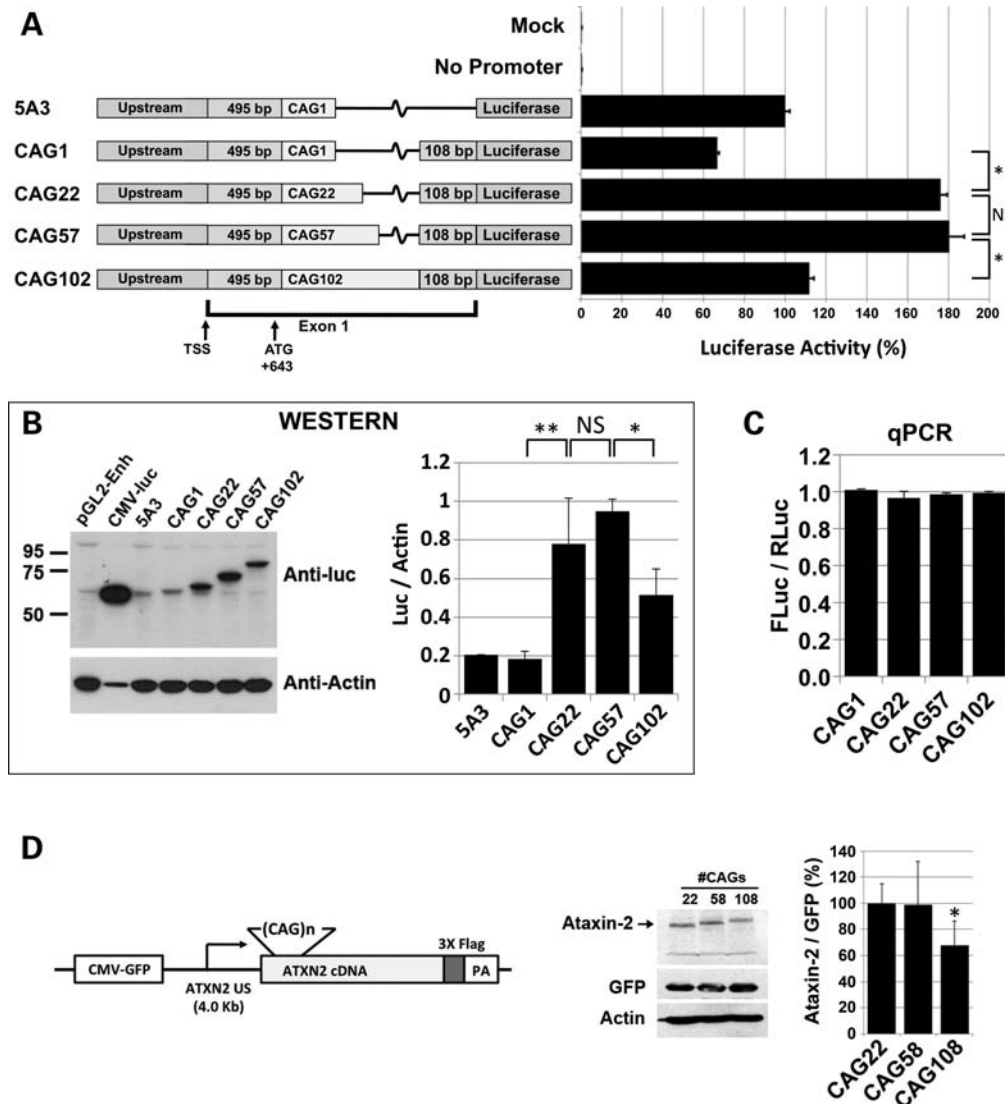 A
Mock
No Promoter
5A3 Upstream 495 bp CAG1 Luciferase
CAG1 Upstream 495 bp CAG1 108 bp Luciferase
CAG22 Upstream 495 bp CAG22 108 bp Luciferase
CAG57 Upstream 495 bp CAG57 108 bp Luciferase
CAG102 Upstream 495 bp CAG102 108 bp Luciferase
*
N
*
0 20 40 60 80 100 120 140 160 180 200
Luciferase Activity (%)
Exon 1
TSS
ATG
+643
B
WESTERN
pGL2-Enh CMV-luc 5A3 CAG1 CAG22 CAG57 CAG102
95
75
50
Anti-luc
Anti-Actin
** NS *
Luc / Actin
1.2
1
0.8
0.6
0.4
0.2
0
5A3 CAG1 CAG22 CAG57 CAG102
C
qPCR
FLuc / RLuc
1.2
1.0
0.8
0.6
0.4
0.2
0.0
CAG1 CAG22 CAG57 CAG102
D
(CAG)n
3X Flag
CMV-GFP ATXN2 cDNA PA
ATXN2 US
(4.0 Kb)
#CAGs
22 58 108
Ataxin-2
GFP
Actin
Ataxin-2 / GFP (%)
140
120
100
80
60
40
20
0
*
CAG22 CAG58 CAG108